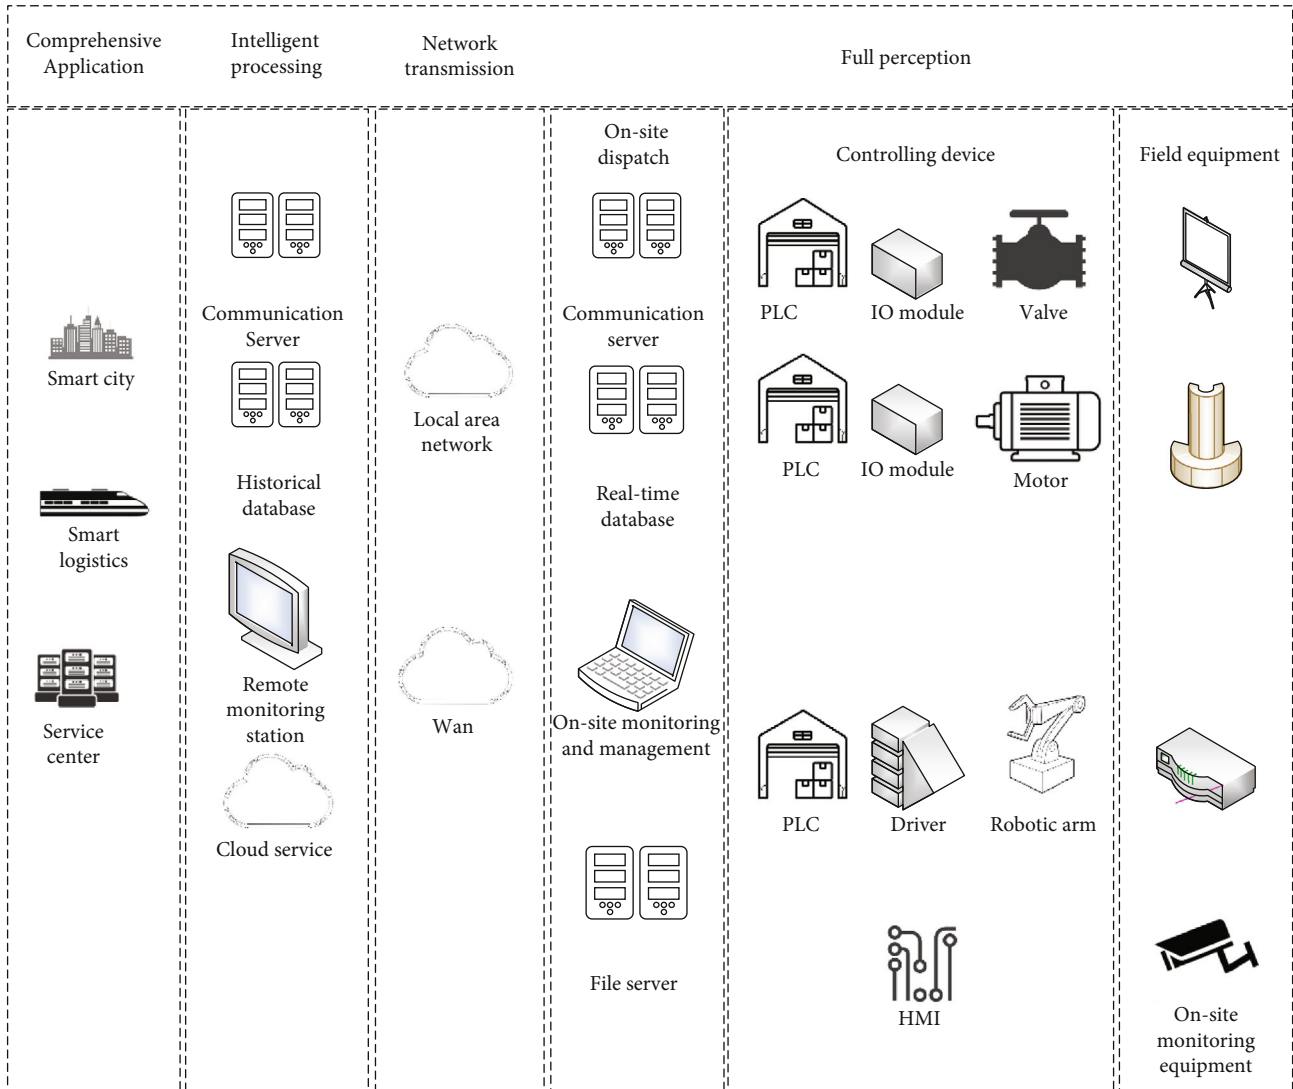 Comprehensive
Application
Intelligent
processing
Network
transmission
Full perception
Smart city
Smart
logistics
Service
center
Communication
Server
Historical
database
Remote
monitoring
station
Cloud service
Local area
network
Wan
On-site
dispatch
Communication
server
Real-time
database
On-site monitoring
and management
File server
Controlling device
PLC
IO module
Valve
PLC
IO module
Motor
PLC
Driver
Robotic arm
HMI
Field equipment
On-site
monitoring
equipment